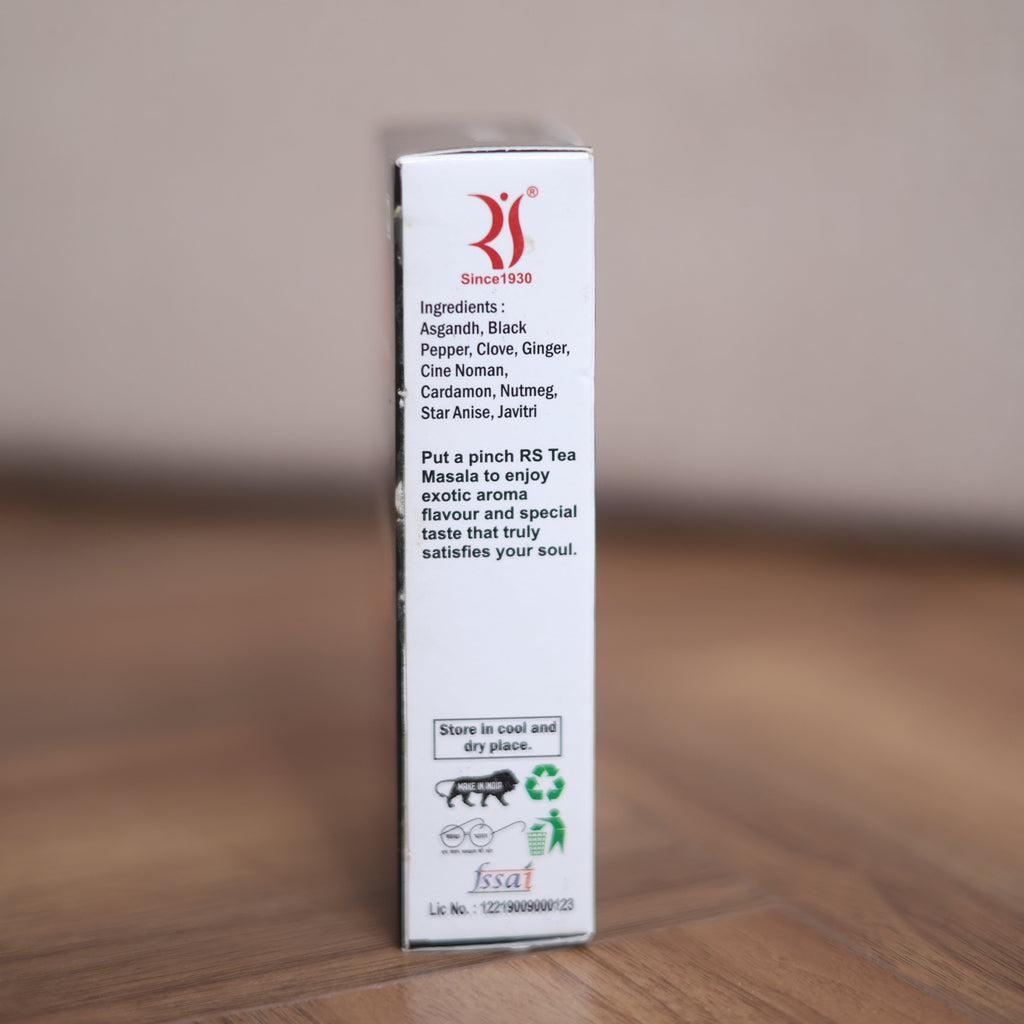 RS®
Since1930
Ingredients :
Asgandh, Black
Pepper, Clove, Ginger,
Cine Noman,
Cardamon, Nutmeg,
Star Anise, Javitri
Put a pinch RS Tea
Masala to enjoy
exotic aroma
flavour and special
taste that truly
satisfies your soul.
Store in cool and
dry place.
MAKE IN INDIA
fssai
Lic No. : 12219009000123